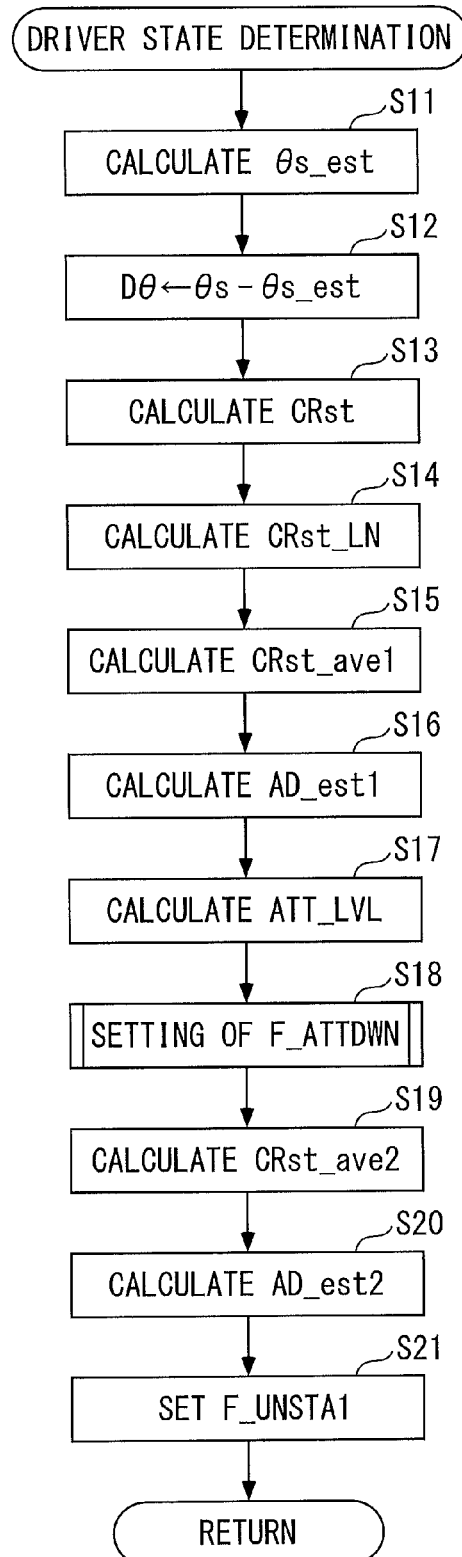 DRIVER STATE DETERMINATION
S11
CALCULATE θs_est
S12
Dθ←θs-θs_est
S13
CALCULATE CRst
S14
CALCULATE CRst_LN
S15
CALCULATE CRst_ave1
S16
CALCULATE AD_est1
S17
CALCULATE ATT_LVL
S18
SETTING OF F_ATTDWN
S19
CALCULATE CRst_ave2
S20
CALCULATE AD_est2
S21
SET F_UNSTA1
RETURN